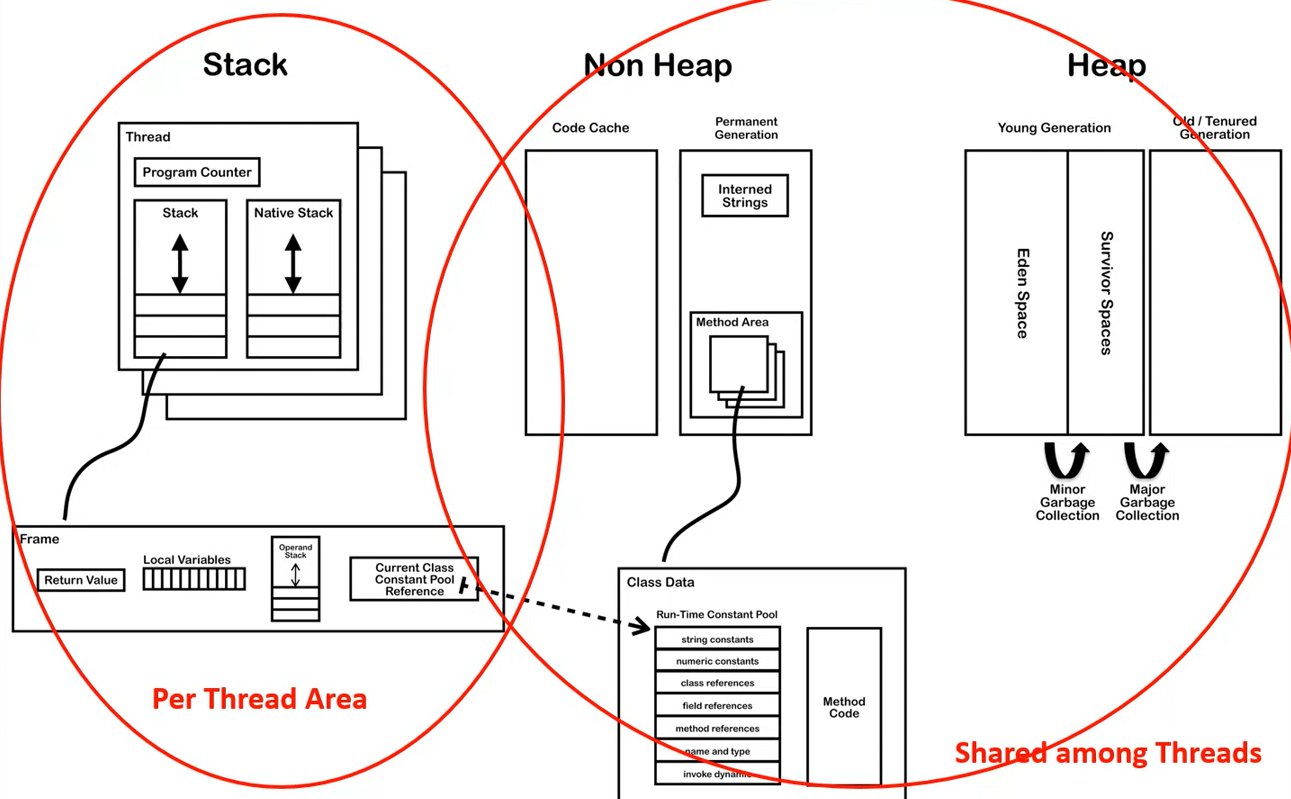 Stack
Non Heap
Heap
Thread
Program Counter
Stack
Native Stack
Code Cache
Permanent
Generation
Interned
Strings
Method Area
Young Generation
Old / Tenured
Generation
Eden Space
Survivor Spaces
Minor
Garbage
Collection
Major
Garbage
Collection
Frame
Return Value
Local Variables
Operand
Stack
Current Class
Constant Pool
Reference
Class Data
Run-Time Constant Pool
string constants
numeric constants
class references
field references
method references
name and type
invoke dynamic
Method
Code
Per Thread Area
Shared among Threads